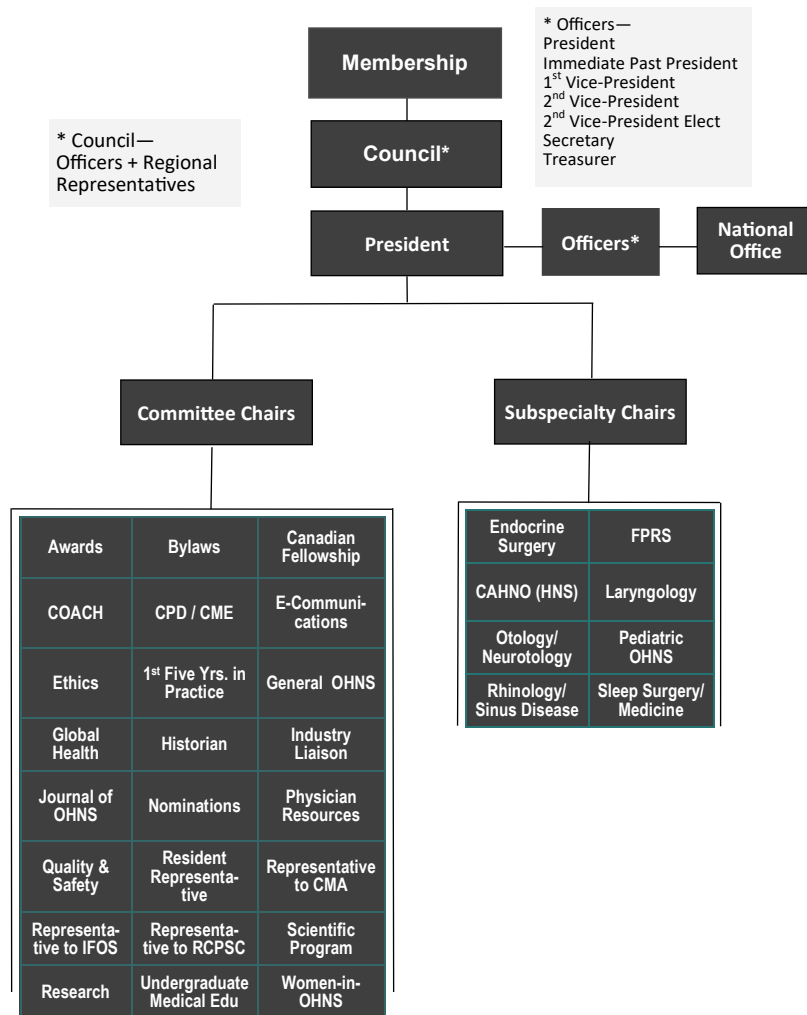 * Officers—
President
Immediate Past President
1st Vice-President
2nd Vice-President
2nd Vice-President Elect
Secretary
Treasurer
Membership
* Council—
Officers + Regional
Representatives
Council*
President
Officers*
National
Office
Committee Chairs
Subspecialty Chairs
Awards
Bylaws
Canadian
Fellowship
COACH
CPD / CME
E-Communi-
cations
Ethics
1st Five Yrs. in
Practice
General OHNS
Global
Health
Historian
Industry
Liaison
Journal of
OHNS
Nominations
Physician
Resources
Quality &
Safety
Resident
Representa-
tive
Representative
to CMA
Representa-
tive to IFOS
Representa-
tive to RCPSC
Scientific
Program
Research
Undergraduate
Medical Edu
Women-in-
OHNS
Endocrine
Surgery
FPRS
CAHNO (HNS)
Laryngology
Otology/
Neurotology
Pediatric
OHNS
Rhinology/
Sinus Disease
Sleep Surgery/
Medicine